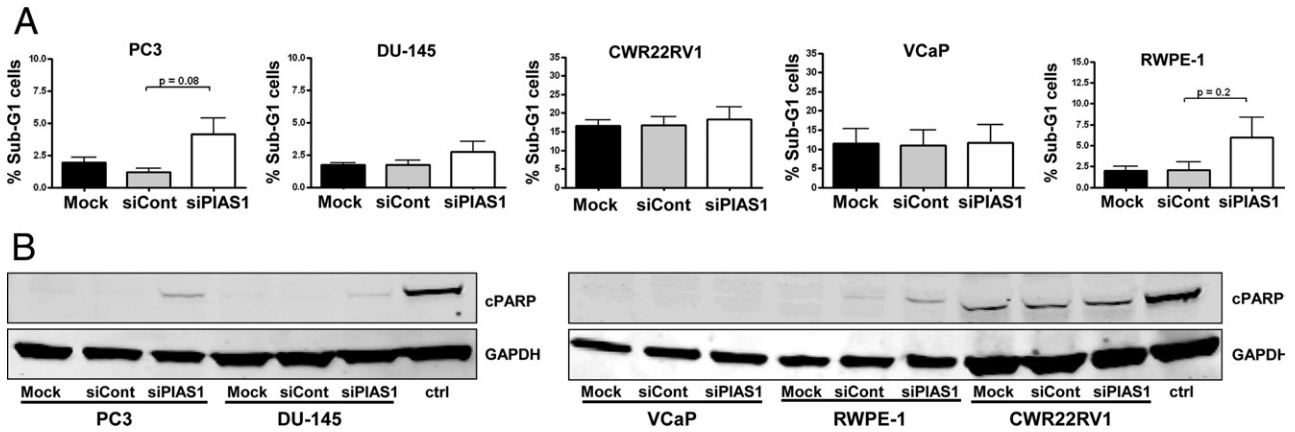 A
PC3
% Sub-G1 cells
10.0
7.5
5.0
2.5
0.0
p = 0.08
Mock siCont siPIAS1
DU-145
% Sub-G1 cells
10.0
7.5
5.0
2.5
0.0
Mock siCont siPIAS1
CWR22RV1
% Sub-G1 cells
35
30
25
20
15
10
5
0
Mock siCont siPIAS1
VCaP
% Sub-G1 cells
35
30
25
20
15
10
5
0
Mock siCont siPIAS1
RWPE-1
% Sub-G1 cells
15.0
12.5
10.0
7.5
5.0
2.5
0.0
p = 0.2
Mock siCont siPIAS1
B
cPARP
GAPDH
Mock siCont siPIAS1 Mock siCont siPIAS1 ctrl
PC3 DU-145
cPARP
GAPDH
Mock siCont siPIAS1 Mock siCont siPIAS1 Mock siCont siPIAS1 ctrl
VCaP RWPE-1 CWR22RV1